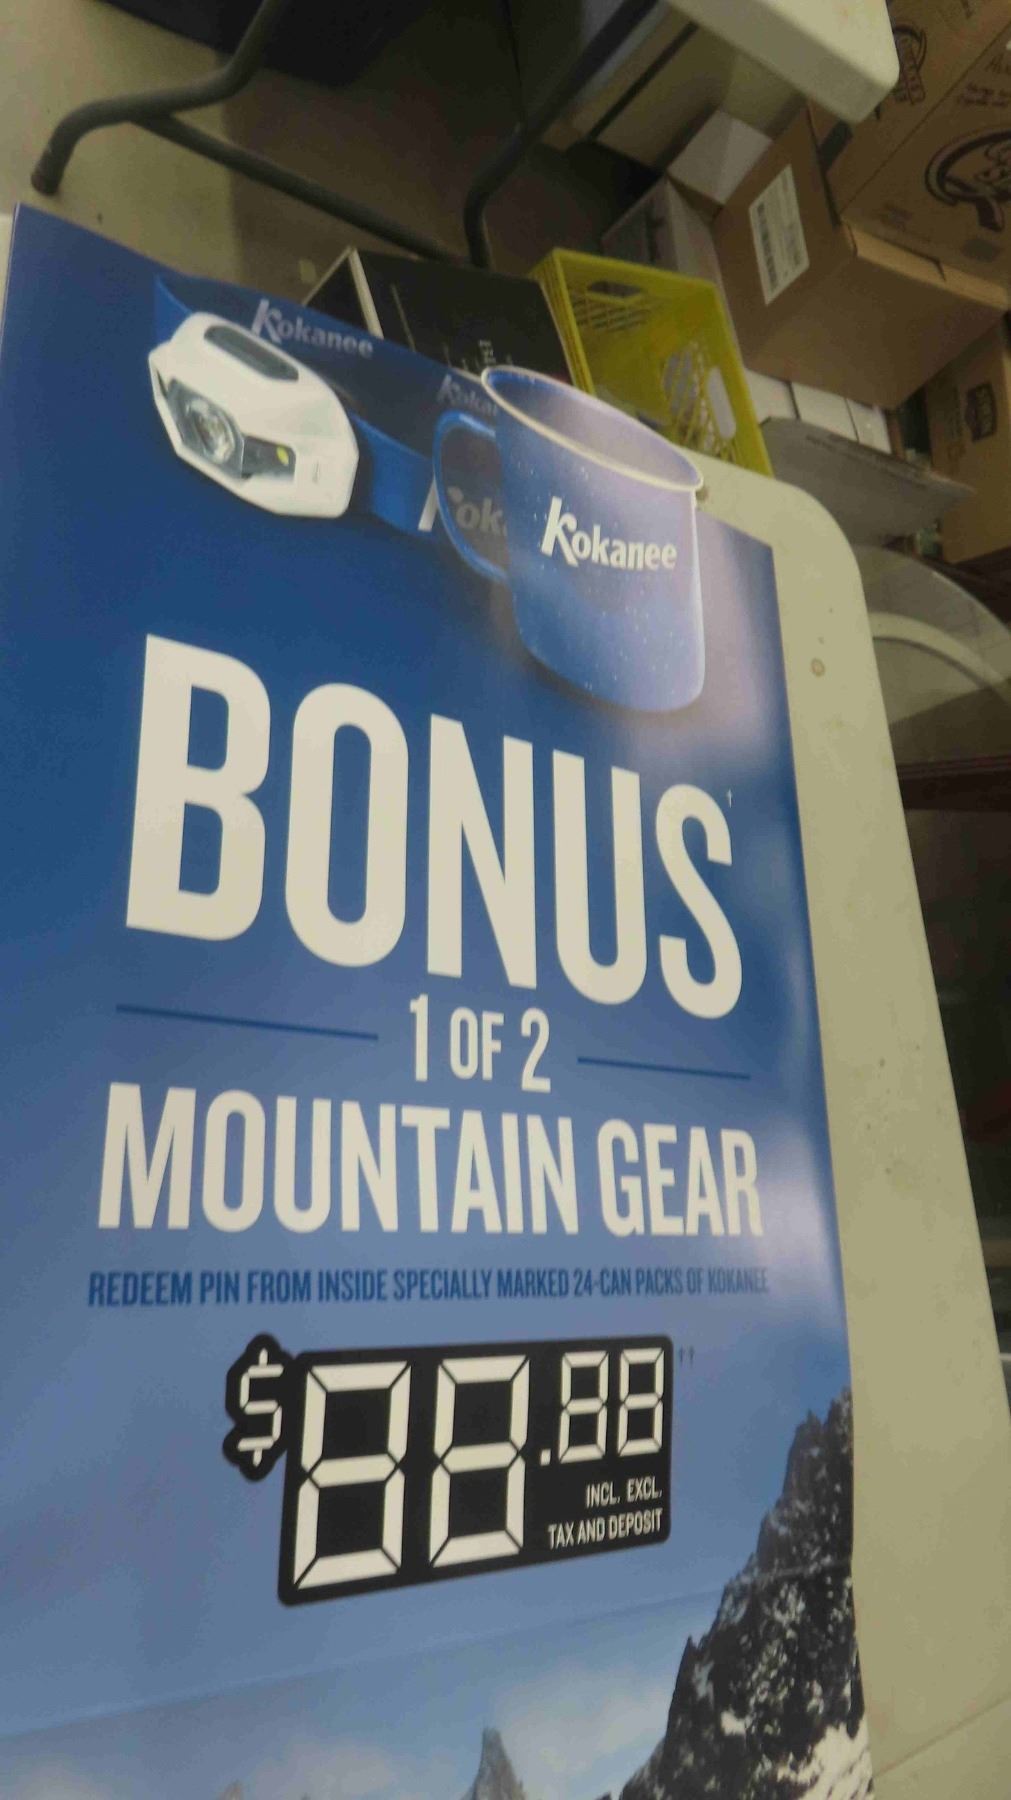 Kokanee
Kokanee
BONUS†
1 OF 2
MOUNTAIN GEAR
REDEEM PIN FROM INSIDE SPECIALLY MARKED 24-CAN PACKS OF KOKANEE
$88.88††
INCL. EXCL.
TAX AND DEPOSIT